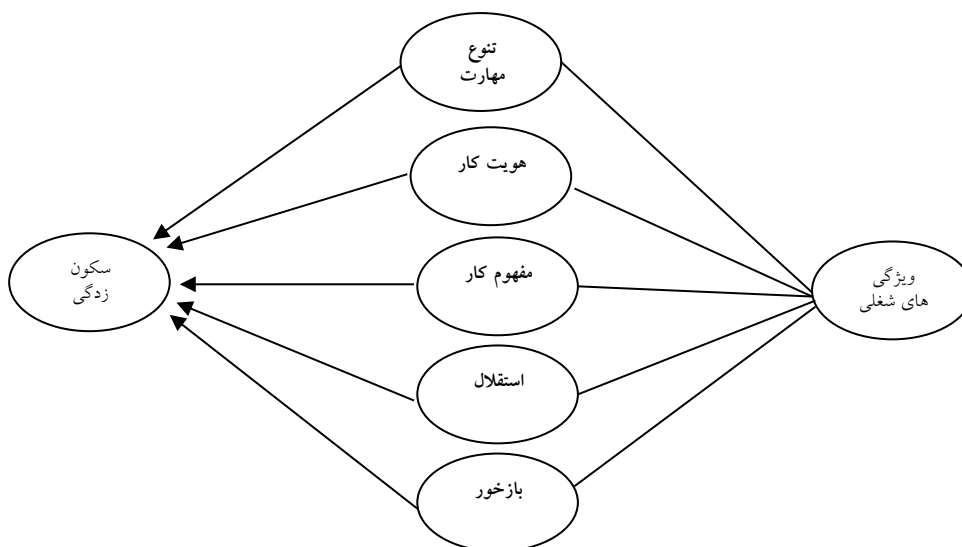 تنوع
مهارت
هویت کار
مفهوم کار
استقلال
بازخور
ویژگی
های شغلی
سکون
زدگی